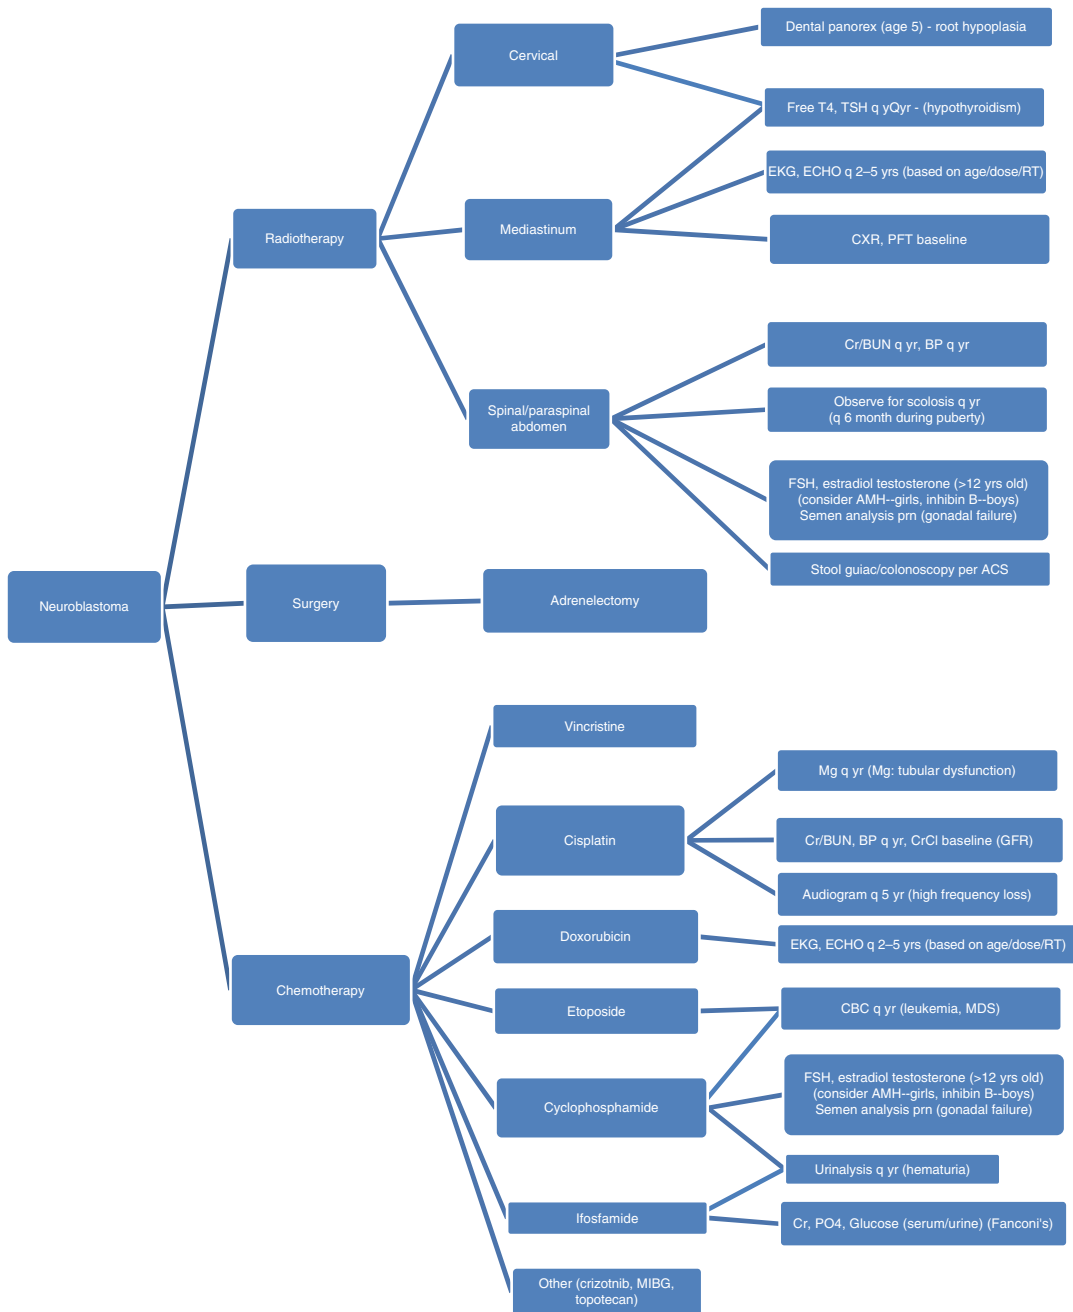 Neuroblastoma
Radiotherapy
Cervical
Dental panorex (age 5) - root hypoplasia
Free T4, TSH q yQyr - (hypothyroidism)
Mediastinum
EKG, ECHO q 2–5 yrs (based on age/dose/RT)
CXR, PFT baseline
Spinal/paraspinal
abdomen
Cr/BUN q yr, BP q yr
Observe for scolosis q yr
(q 6 month during puberty)
FSH, estradiol testosterone (>12 yrs old)
(consider AMH--girls, inhibin B--boys)
Semen analysis prn (gonadal failure)
Stool guiac/colonoscopy per ACS
Surgery
Adrenelectomy
Chemotherapy
Vincristine
Cisplatin
Mg q yr (Mg: tubular dysfunction)
Cr/BUN, BP q yr, CrCl baseline (GFR)
Audiogram q 5 yr (high frequency loss)
Doxorubicin
EKG, ECHO q 2–5 yrs (based on age/dose/RT)
Etoposide
CBC q yr (leukemia, MDS)
Cyclophosphamide
FSH, estradiol testosterone (>12 yrs old)
(consider AMH--girls, inhibin B--boys)
Semen analysis prn (gonadal failure)
Urinalysis q yr (hematuria)
Ifosfamide
Cr, PO4, Glucose (serum/urine) (Fanconi's)
Other (crizotnib, MIBG,
topotecan)